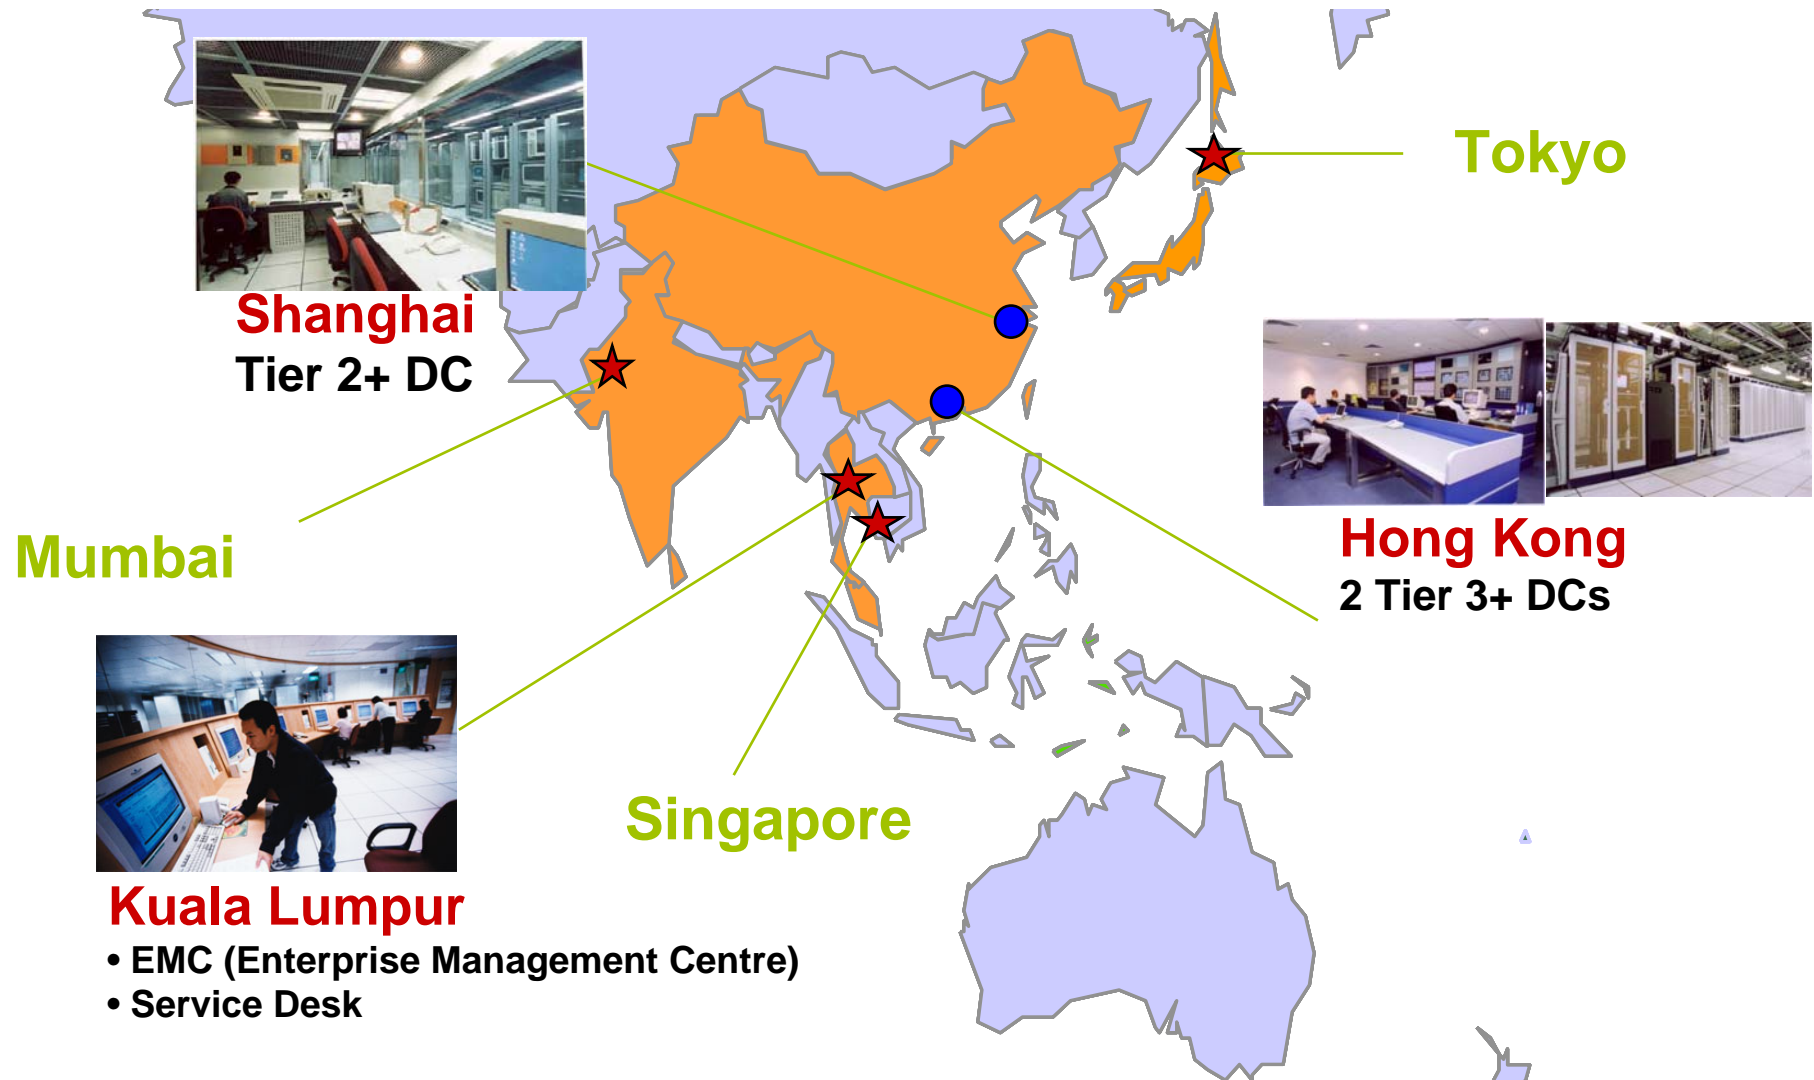 Tokyo
Shanghai
Tier 2+ DC
Hong Kong
2 Tier 3+ DCs
Mumbai
Singapore
Kuala Lumpur
• EMC (Enterprise Management Centre)
• Service Desk